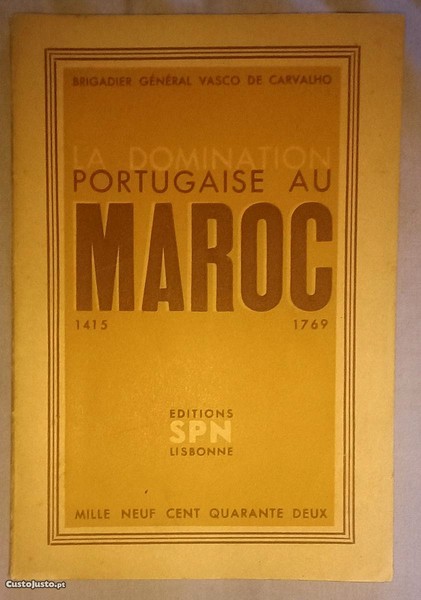 BRIGADIER GÉNÉRAL VASCO DE CARVALHO
LA DOMINATION
PORTUGAISE AU
MAROC
1415 1769
EDITIONS
SPN
LISBONNE
MILLE NEUF CENT QUARANTE DEUX
CustoJusto.pt